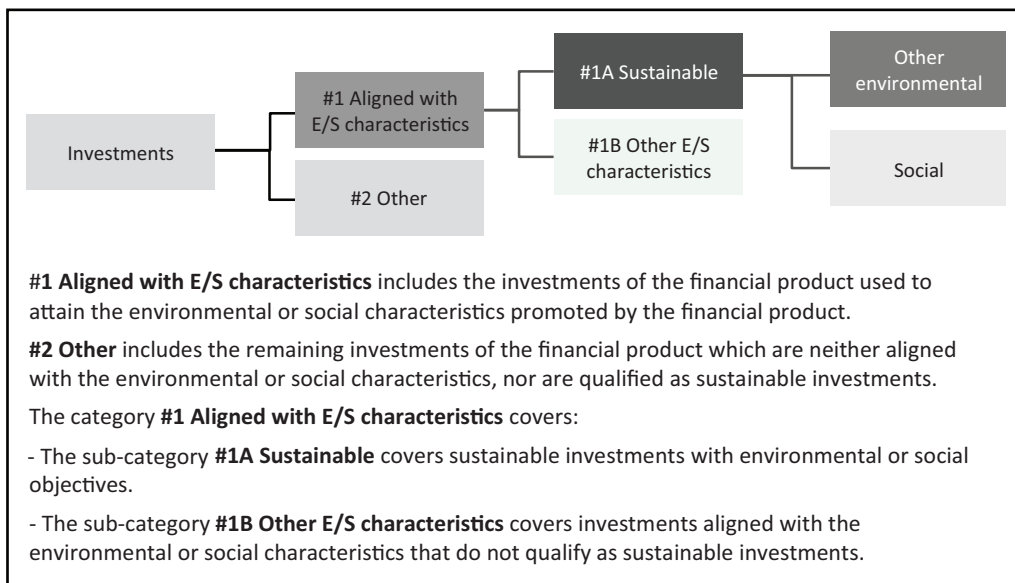 Investments
#1 Aligned with
E/S characteristics
#2 Other
#1A Sustainable
#1B Other E/S
characteristics
Other
environmental
Social
#1 Aligned with E/S characteristics includes the investments of the financial product used to
attain the environmental or social characteristics promoted by the financial product.
#2 Other includes the remaining investments of the financial product which are neither aligned
with the environmental or social characteristics, nor are qualified as sustainable investments.
The category #1 Aligned with E/S characteristics covers:
- The sub-category #1A Sustainable covers sustainable investments with environmental or social
objectives.
- The sub-category #1B Other E/S characteristics covers investments aligned with the
environmental or social characteristics that do not qualify as sustainable investments.